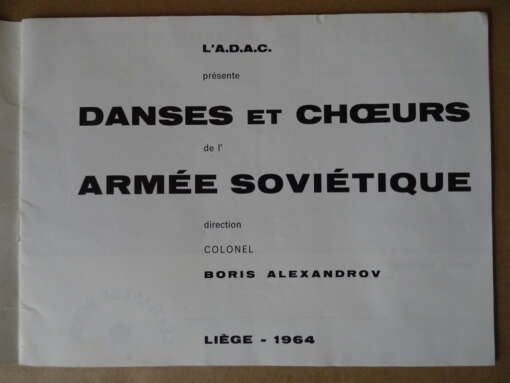 L'A.D.A.C.
présente
DANSES ET CHŒURS
de l'
ARMÉE SOVIÉTIQUE
direction
COLONEL
BORIS ALEXANDROV
LIÈGE - 1964